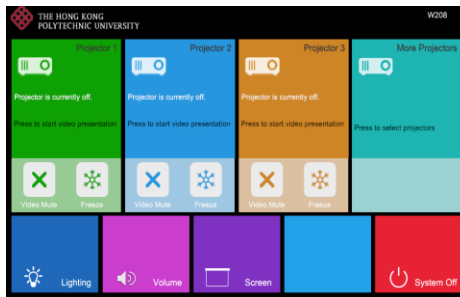 THE HONG KONG
POLYTECHNIC UNIVERSITY
W208
Projector 1
Projector is currently off.
Press to start video presentation
Video Mute
Freeze
Projector 2
Projector is currently off.
Press to start video presentation
Video Mute
Freeze
Projector 3
Projector is currently off.
Press to start video presentation
Video Mute
Freeze
More Projectors
Press to select projectors
Lighting
Volume
Screen
System Off